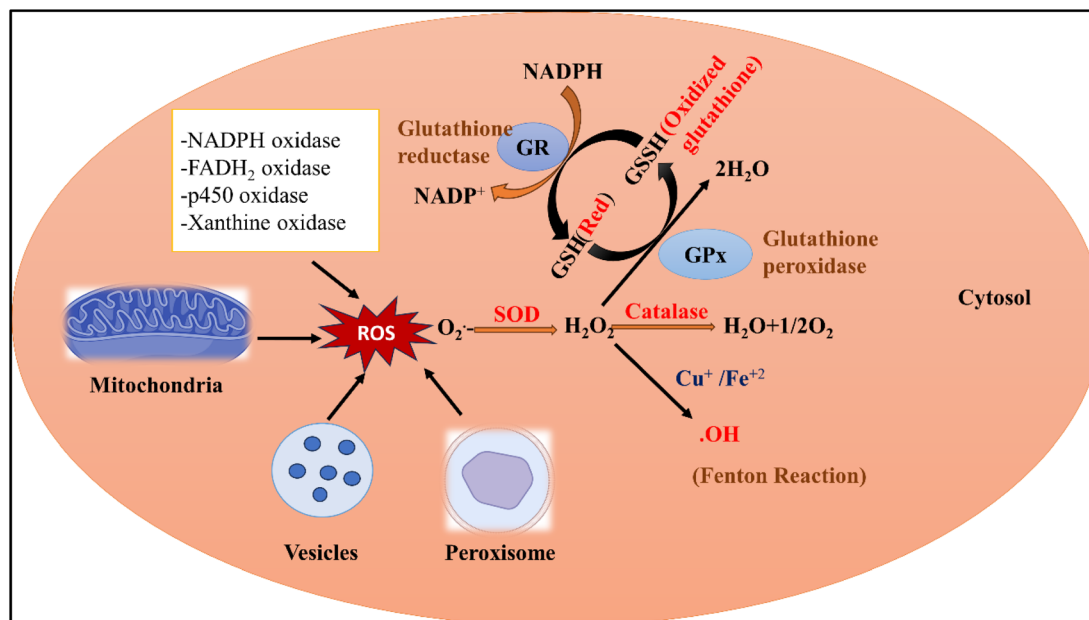 NADPH
-NADPH oxidase
-FADH₂ oxidase
-p450 oxidase
-Xanthine oxidase
Glutathione
reductase
GR
NADP⁺
GSSH(Oxidized
glutathione)
GSH(Red)
2H₂O
GPx
Glutathione
peroxidase
Cytosol
Mitochondria
ROS
O₂·-
SOD
H₂O₂
Catalase
H₂O+1/2O₂
Cu⁺ /Fe⁺²
.OH
(Fenton Reaction)
Vesicles
Peroxisome